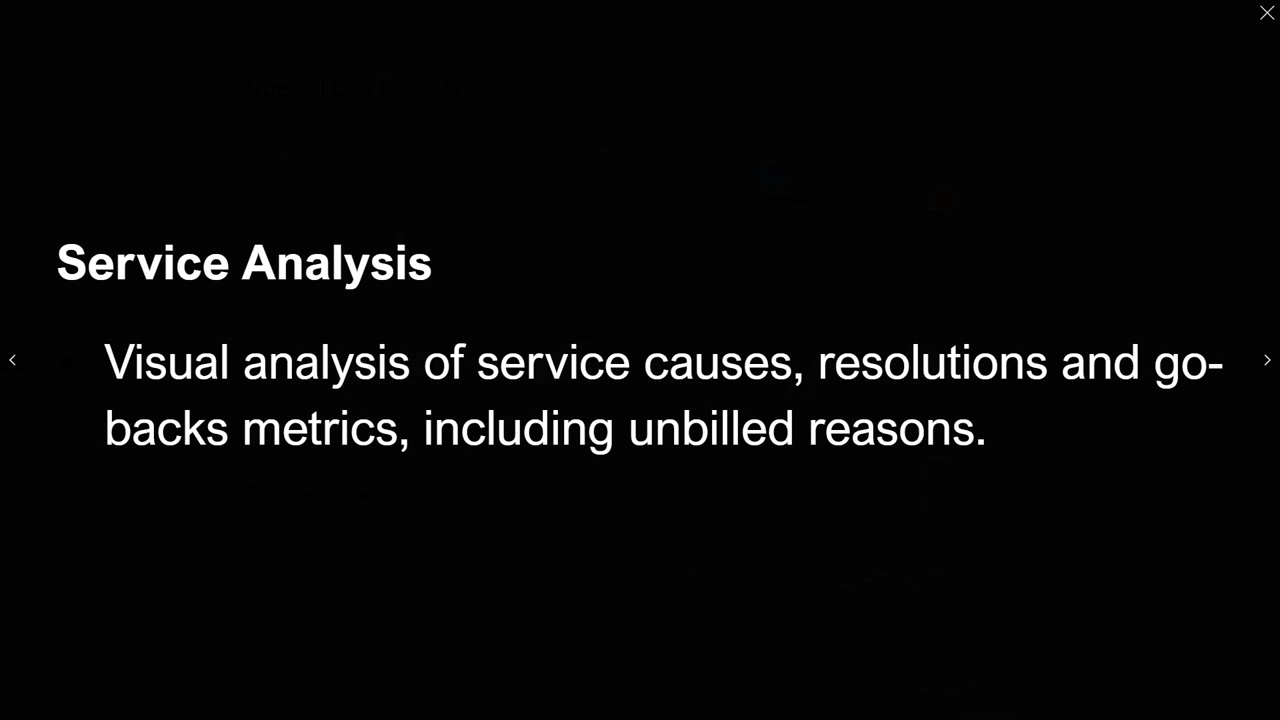 Service Analysis
Visual analysis of service causes, resolutions and go-
backs metrics, including unbilled reasons.